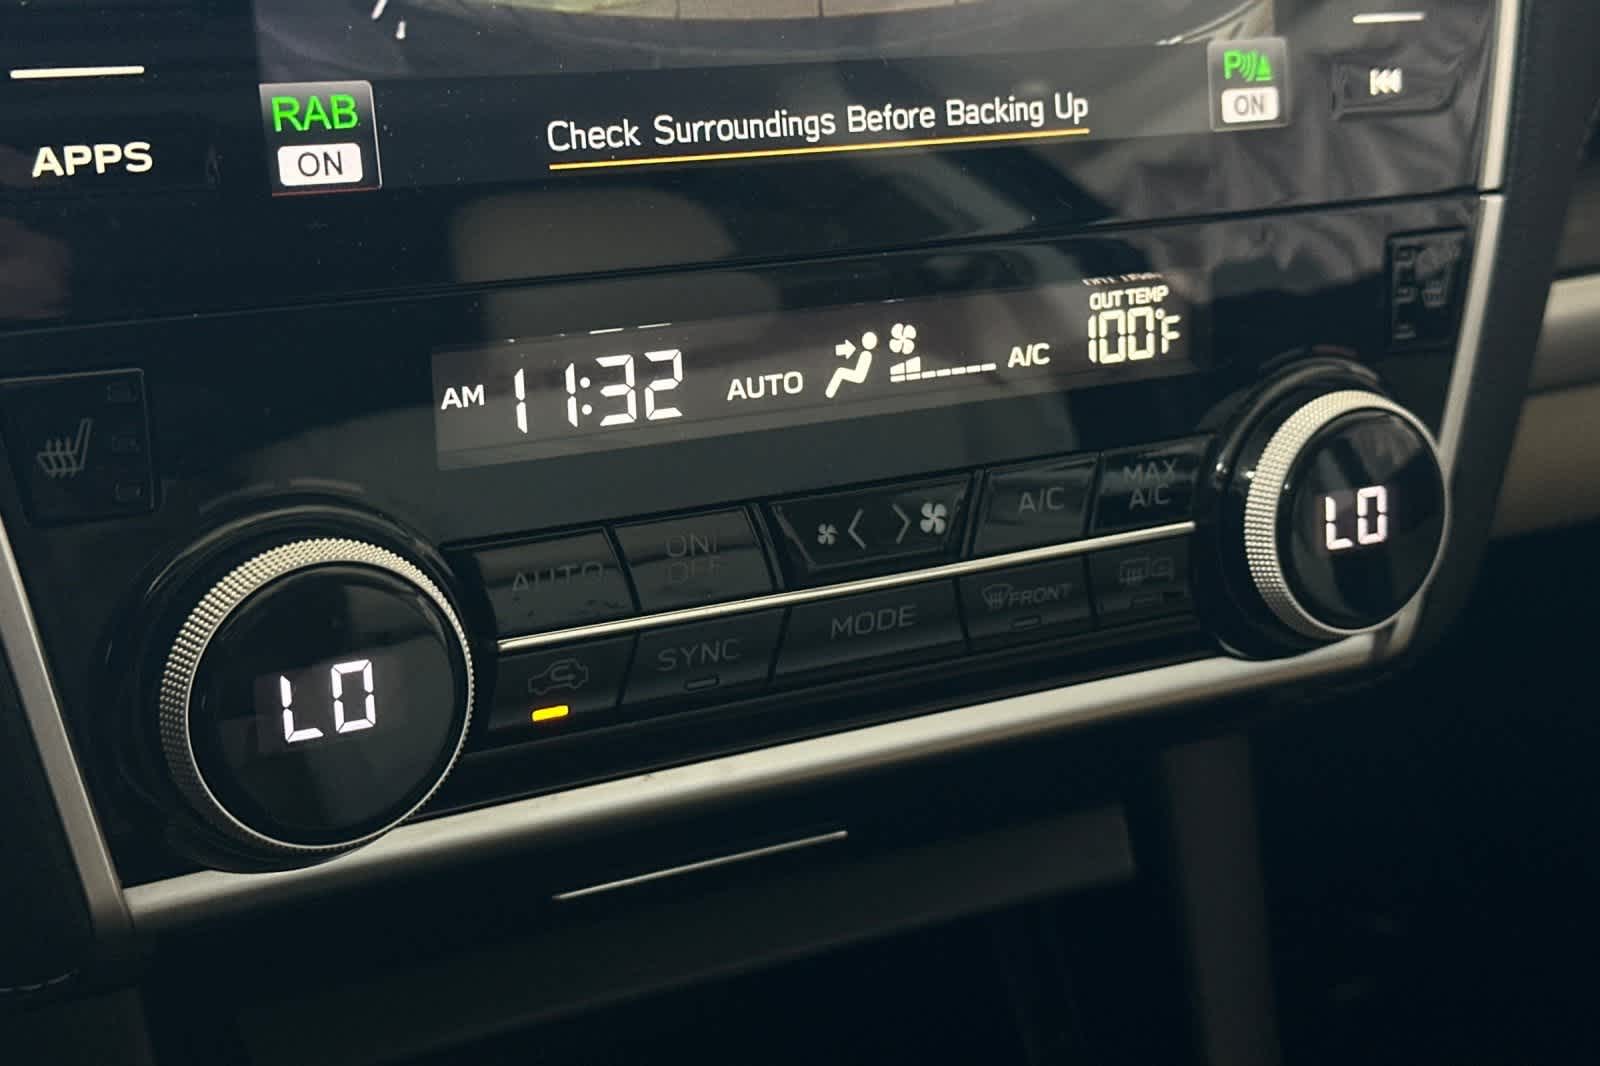 APPS
RAB
ON
Check Surroundings Before Backing Up
P
ON
OUT TEMP
100°F
AM 11:32
AUTO
A/C
LO
AUTO
ON/
OFF
A/C
MAX
A/C
SYNC
MODE
FRONT
LO